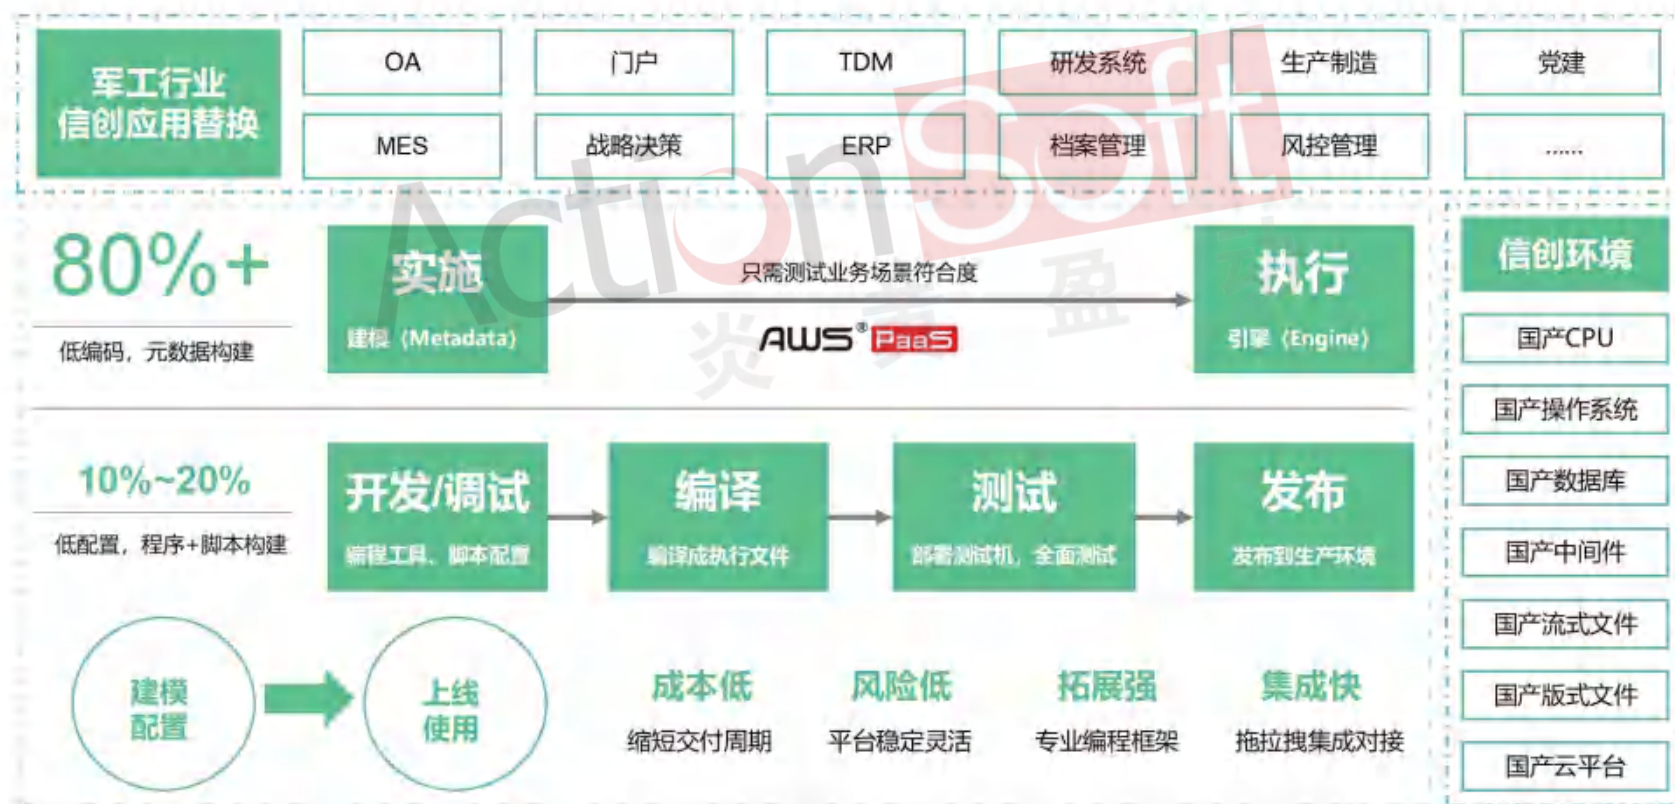 军工行业
信创应用替换
OA
门户
TDM
研发系统
生产制造
党建
MES
战略决策
ERP
档案管理
风控管理
......
80%+
低编码，元数据构建
实施
建模（Metadata）
只需测试业务场景符合度
AWS® PaaS
执行
引擎（Engine）
10%~20%
低配置，程序+脚本构建
开发/调试
编程工具、脚本配置
编译
编译成执行文件
测试
部署测试机，全面测试
发布
发布到生产环境
建模
配置
上线
使用
成本低
缩短交付周期
风险低
平台稳定灵活
拓展强
专业编程框架
集成快
拖拉拽集成对接
信创环境
国产CPU
国产操作系统
国产数据库
国产中间件
国产流式文件
国产版式文件
国产云平台
ActionSoft
炎黄盈